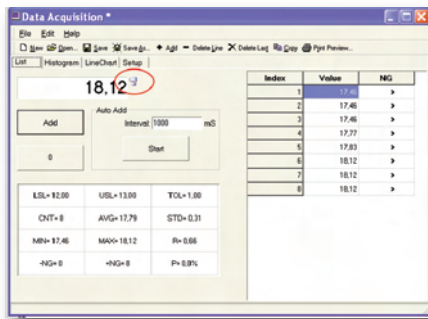 Data Acquisition *
File Edit Help
New Open... Save Save As.. Add Delete Line Delete Last Copy Print Preview...
List Histogram LineChart Setup
18,12
Add
Auto Add
Interval: 1000 mS
Start
0
LSL= 12,00 USL= 13,00 TOL= 1,00
CNT= 8 AVG= 17,79 STD= 0,31
MIN= 17,46 MAX= 18,12 R= 0,66
-NG= 0 +NG= 8 P= 0,0%
Index Value NG
1 17,46 >
2 17,46 >
3 17,46 >
4 17,77 >
5 17,83 >
6 18,12 >
7 18,12 >
8 18,12 >